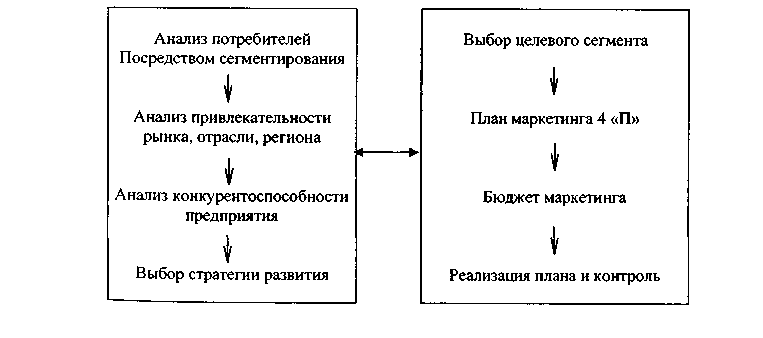 Анализ потребителей
Посредством сегментирования
Анализ привлекательности
рынка, отрасли, региона
Анализ конкурентоспособности
предприятия
Выбор стратегии развития
Выбор целевого сегмента
План маркетинга 4 «П»
Бюджет маркетинга
Реализация плана и контроль